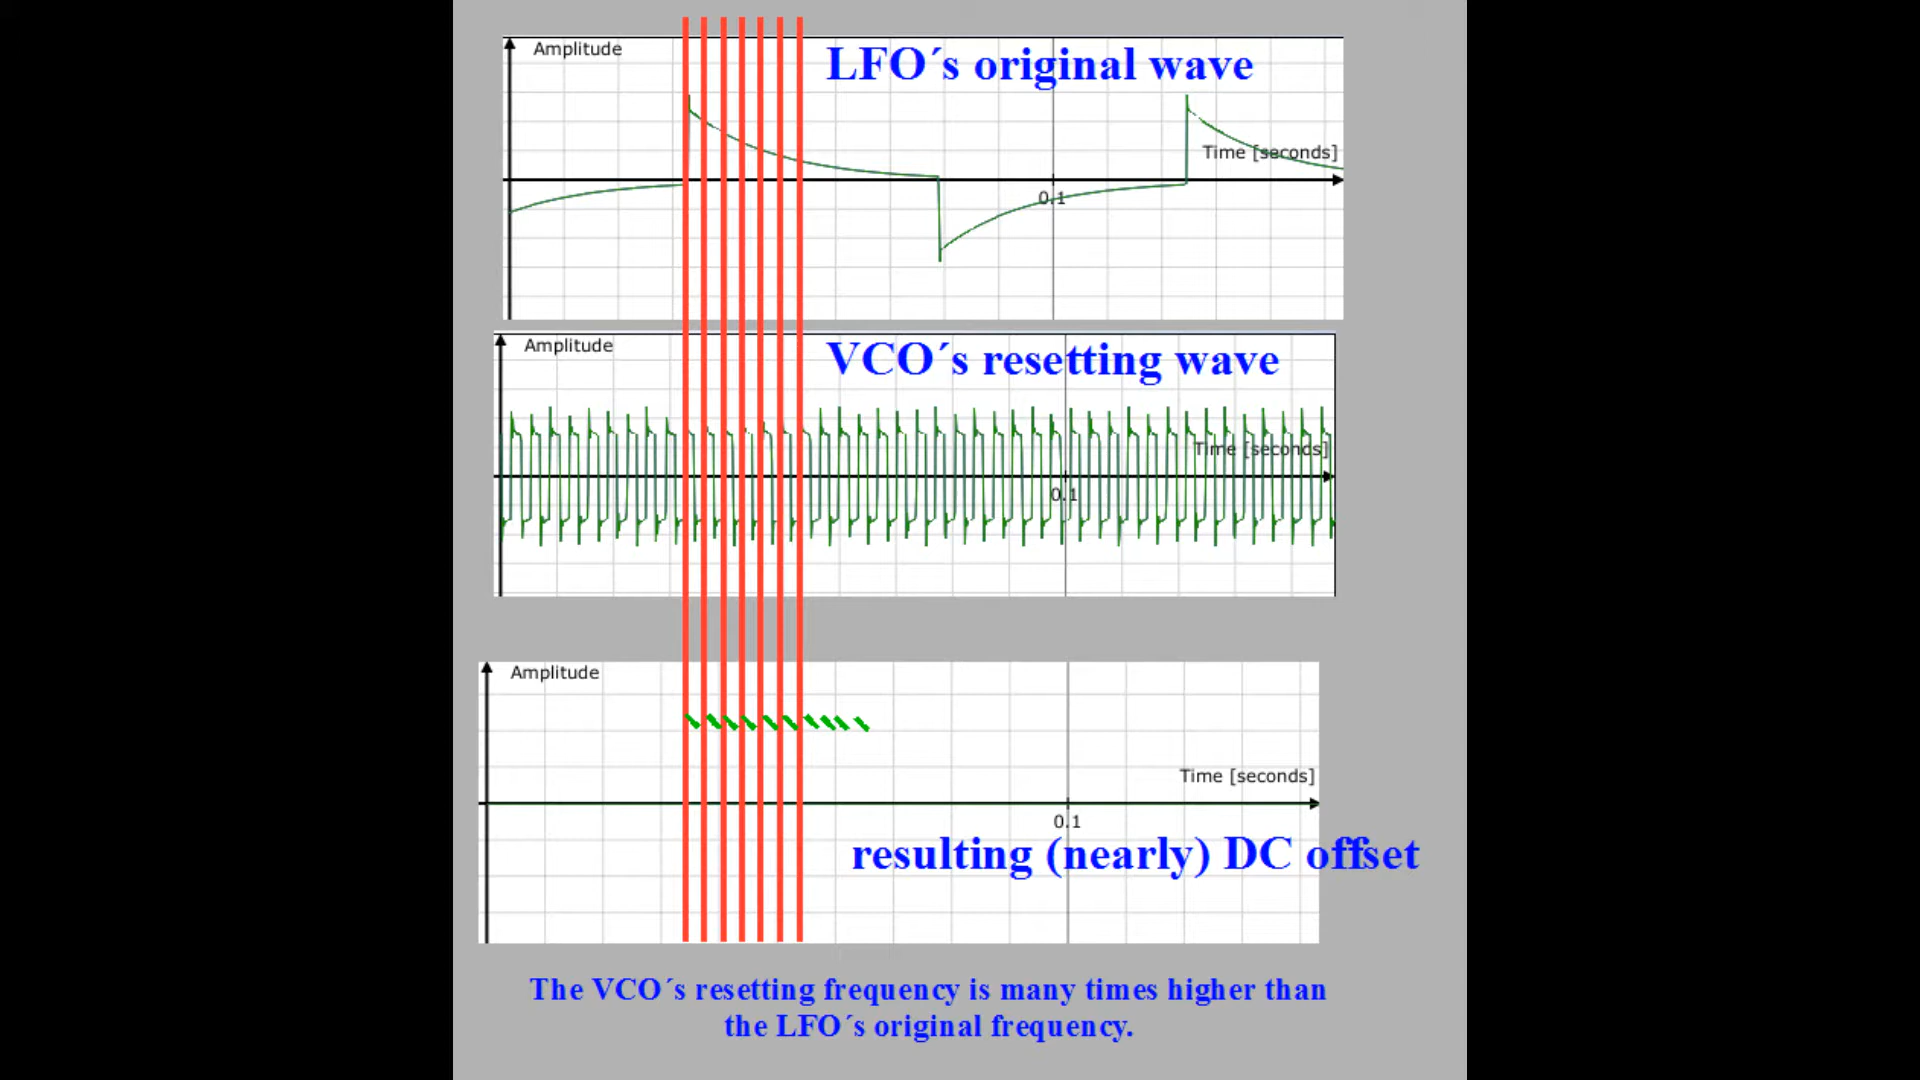 Amplitude
LFO´s original wave
Time [seconds]
0.1
Amplitude
VCO´s resetting wave
Time [seconds]
0.1
Amplitude
Time [seconds]
0.1
resulting (nearly) DC offset
The VCO´s resetting frequency is many times higher than
the LFO´s original frequency.